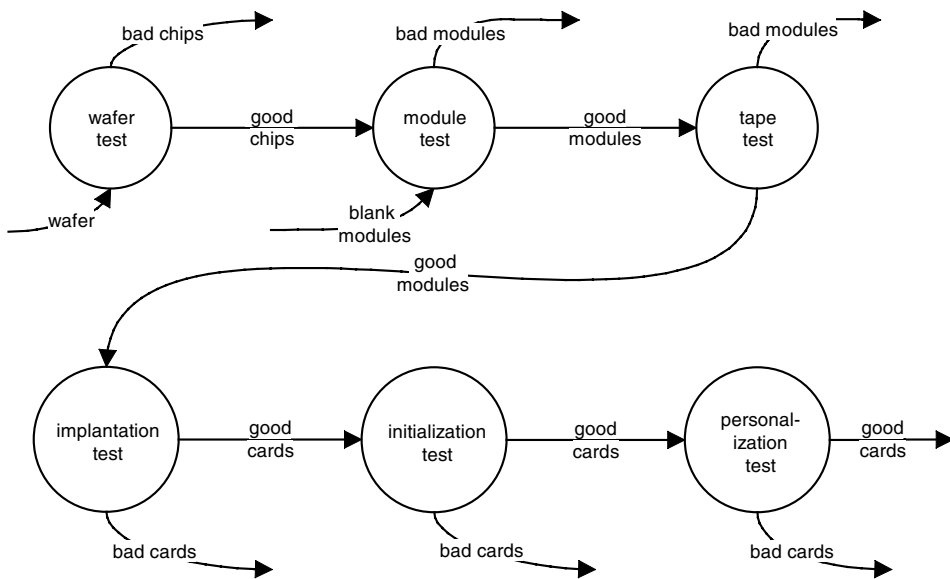 bad chips
bad modules
bad modules
wafer
test
good
chips
module
test
good
modules
tape
test
wafer
blank
modules
good
modules
implantation
test
good
cards
initialization
test
good
cards
personal-
ization
test
good
cards
bad cards
bad cards
bad cards